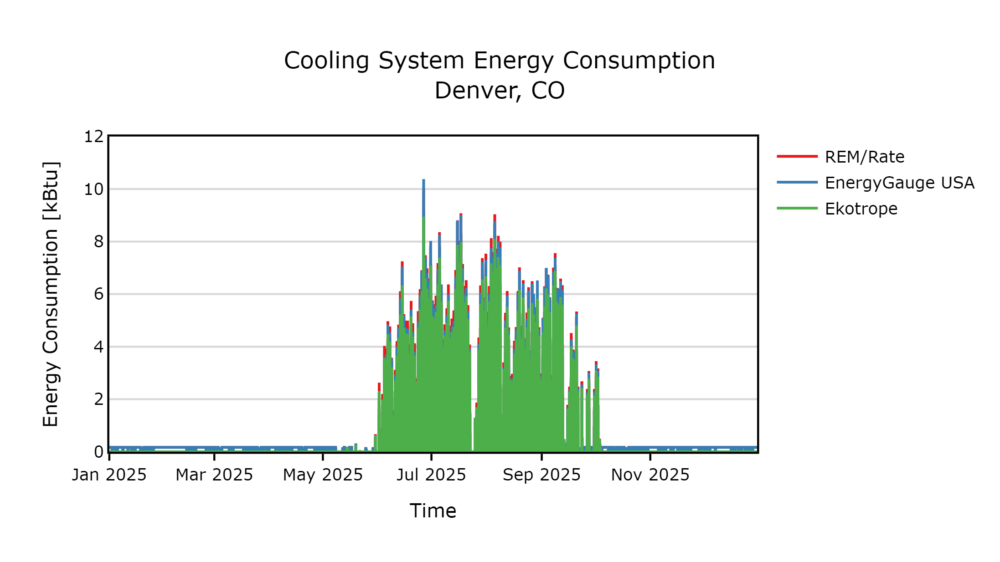 Cooling System Energy Consumption
Denver, CO
12
10
8
6
4
2
0
Energy Consumption [kBtu]
Jan 2025
Mar 2025
May 2025
Jul 2025
Sep 2025
Nov 2025
Time
REM/Rate
EnergyGauge USA
Ekotrope